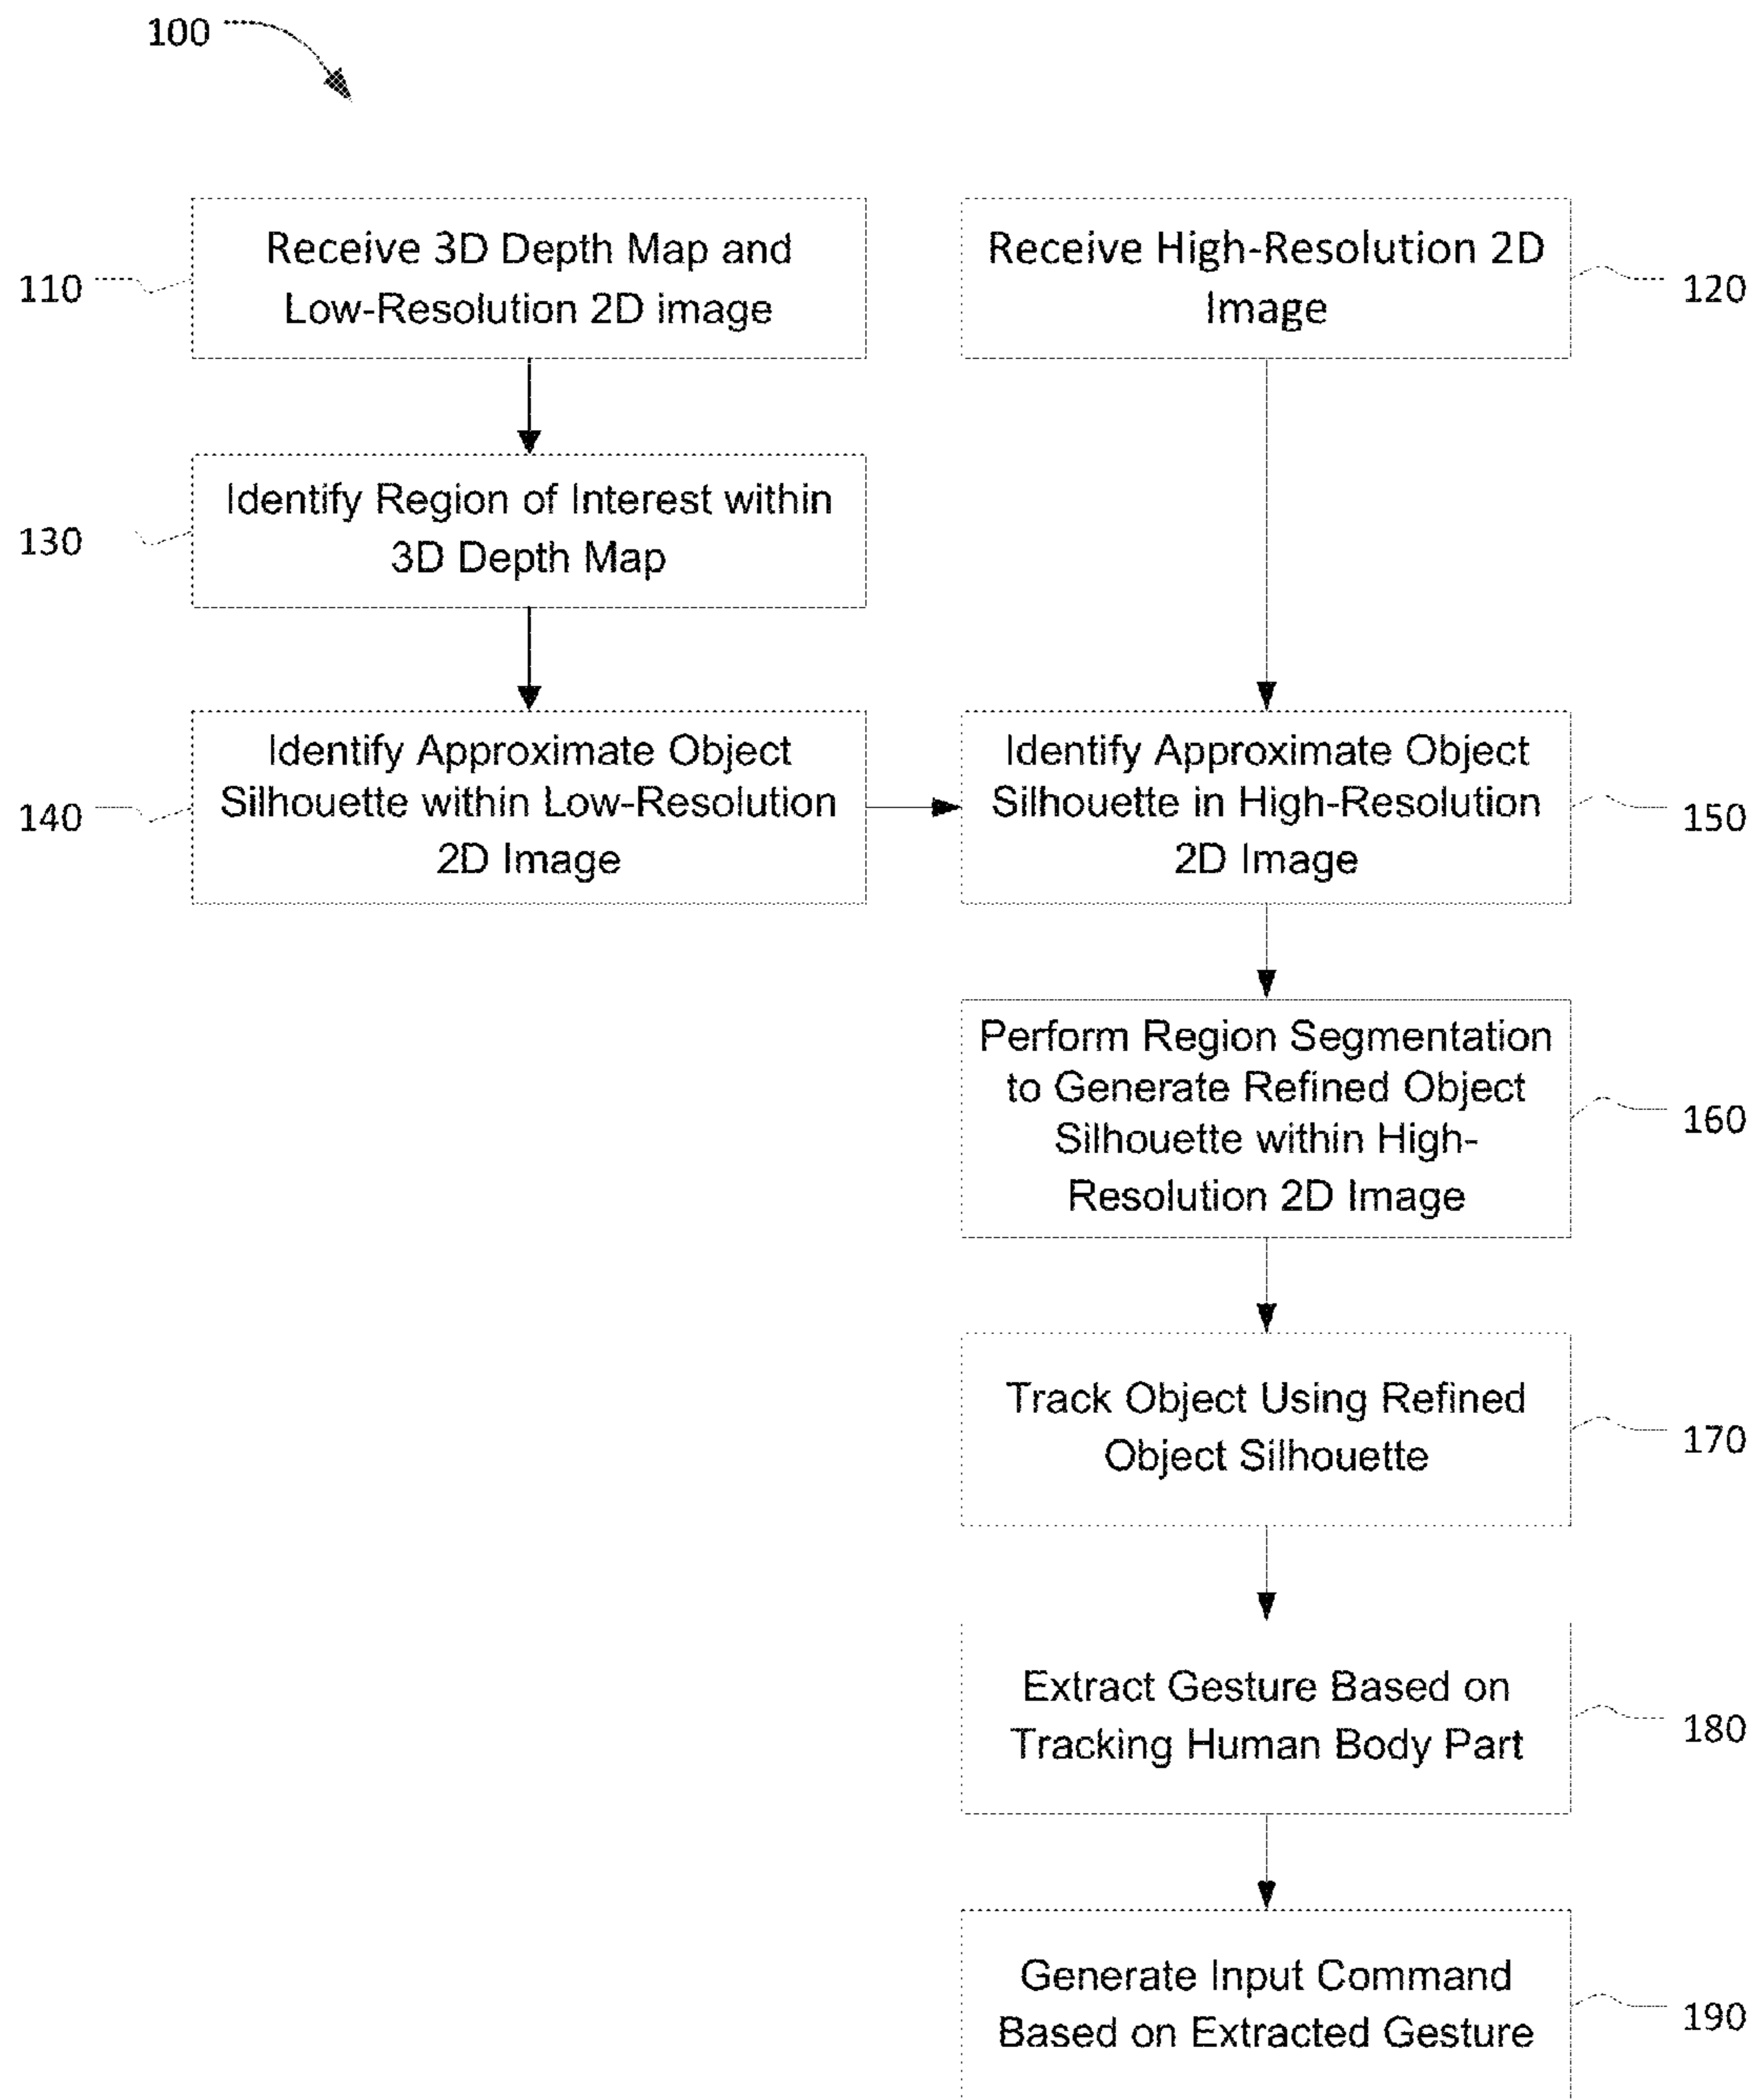 100
Receive 3D Depth Map and
Low-Resolution 2D image
110
Receive High-Resolution 2D
Image
120
Identify Region of Interest within
3D Depth Map
130
Identify Approximate Object
Silhouette within Low-Resolution
2D Image
140
Identify Approximate Object
Silhouette in High-Resolution
2D Image
150
Perform Region Segmentation
to Generate Refined Object
Silhouette within High-
Resolution 2D Image
160
Track Object Using Refined
Object Silhouette
170
Extract Gesture Based on
Tracking Human Body Part
180
Generate Input Command
Based on Extracted Gesture
190